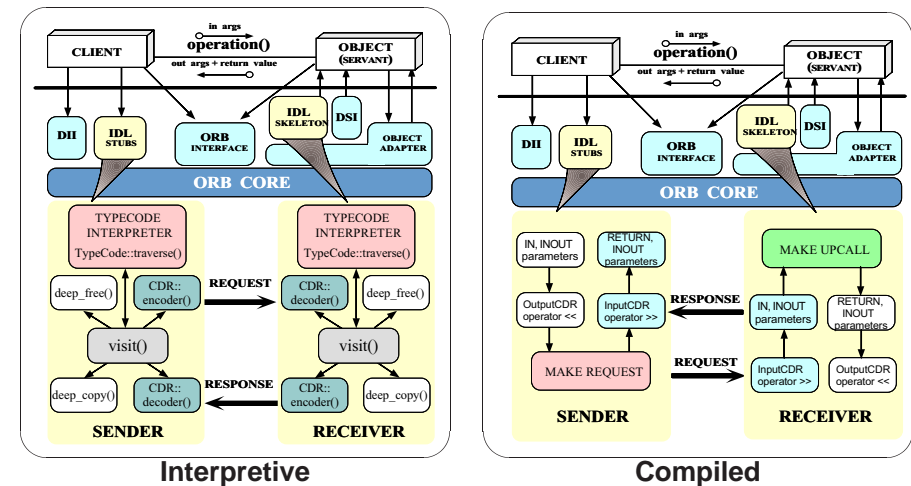 in args
operation()
out args + return value
CLIENT
OBJECT
(SERVANT)
DII
IDL
STUBS
ORB
INTERFACE
IDL
SKELETON
DSI
OBJECT
ADAPTER
ORB CORE
TYPECODE
INTERPRETER
TypeCode::traverse()
TYPECODE
INTERPRETER
TypeCode::traverse()
deep_free()
CDR::
encoder()
REQUEST
CDR::
decoder()
deep_free()
visit()
visit()
deep_copy()
CDR::
decoder()
RESPONSE
CDR::
encoder()
deep_copy()
SENDER
RECEIVER
Interpretive
in args
operation()
out args + return value
CLIENT
OBJECT
(SERVANT)
DII
IDL
STUBS
ORB
INTERFACE
IDL
SKELETON
DSI
OBJECT
ADAPTER
ORB CORE
IN, INOUT
parameters
RETURN,
INOUT
parameters
MAKE UPCALL
OutputCDR
operator <<
InputCDR
operator >>
RESPONSE
IN, INOUT
parameters
RETURN,
INOUT
parameters
MAKE REQUEST
REQUEST
InputCDR
operator >>
OutputCDR
operator <<
SENDER
RECEIVER
Compiled